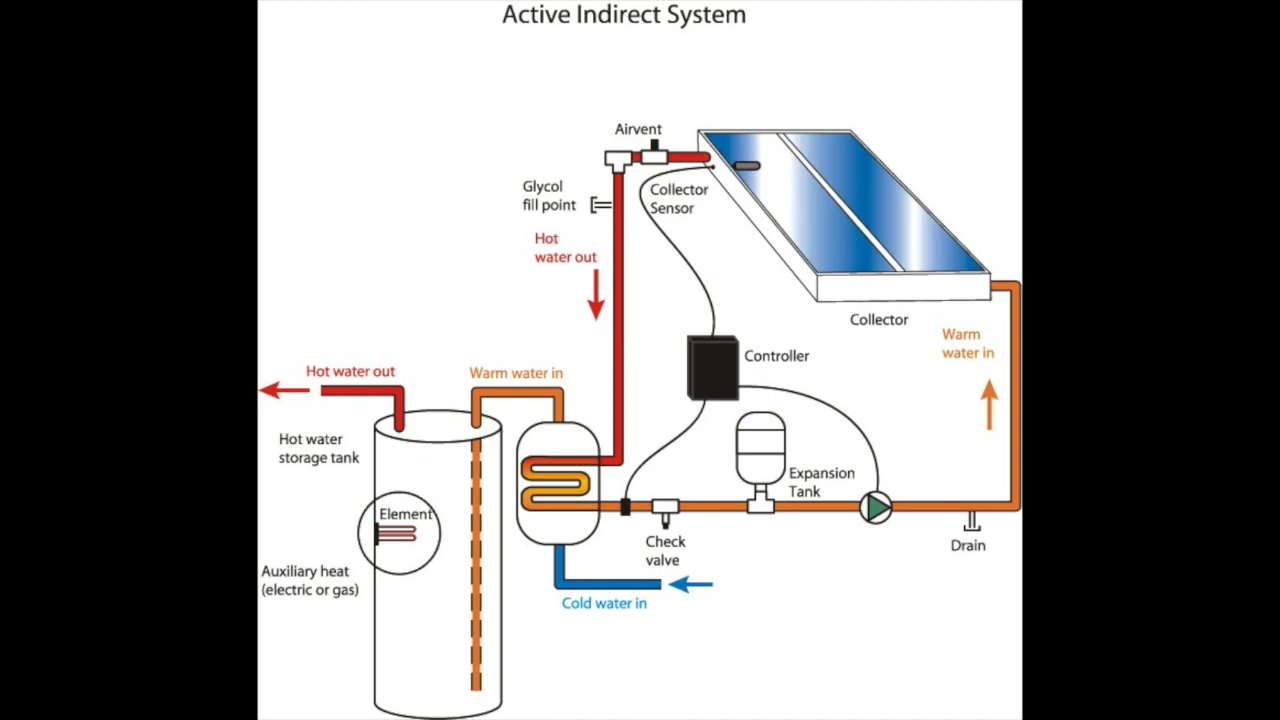 Active Indirect System
Airvent
Glycol
fill point
Collector
Sensor
Hot
water out
Collector
Warm
water in
Controller
Hot water out
Warm water in
Hot water
storage tank
Expansion
Tank
Element
Check
valve
Drain
Auxiliary heat
(electric or gas)
Cold water in